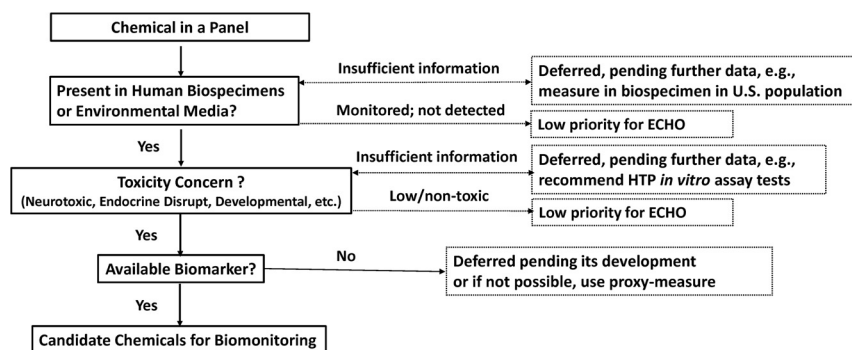 Chemical in a Panel
Insufficient information
Deferred, pending further data, e.g.,
measure in biospecimen in U.S. population
Present in Human Biospecimens
or Environmental Media?
Monitored; not detected
Low priority for ECHO
Yes
Insufficient information
Deferred, pending further data, e.g.,
recommend HTP in vitro assay tests
Toxicity Concern ?
(Neurotoxic, Endocrine Disrupt, Developmental, etc.)
Low/non-toxic
Low priority for ECHO
Yes
Available Biomarker?
No
Deferred pending its development
or if not possible, use proxy-measure
Yes
Candidate Chemicals for Biomonitoring